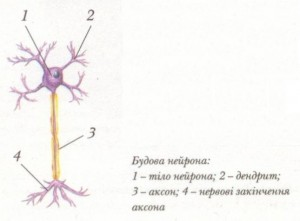 1
2
3
4
Будова нейрона:
1 – тіло нейрона; 2 – дендрит;
3 – аксон; 4 – нервові закінчення
аксона